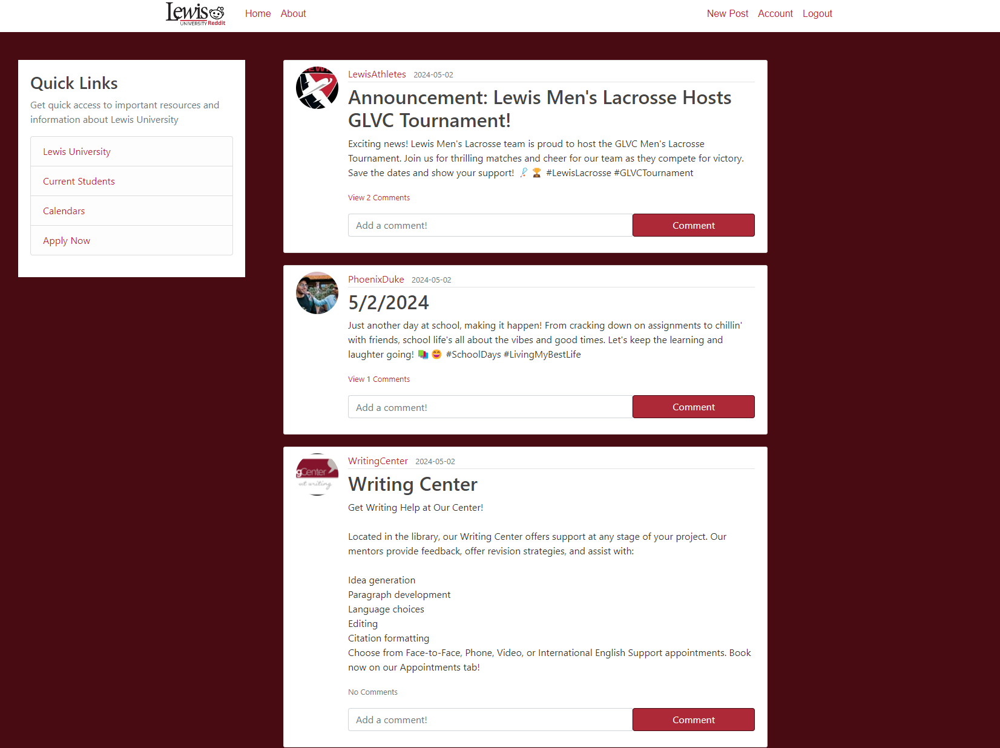 Lewis
UNIVERSITY Reddit
Home
About
New Post
Account
Logout
Quick Links
Get quick access to important resources and
information about Lewis University
Lewis University
Current Students
Calendars
Apply Now
LewisAthletes 2024-05-02
Announcement: Lewis Men's Lacrosse Hosts
GLVC Tournament!
Exciting news! Lewis Men's Lacrosse team is proud to host the GLVC Men's Lacrosse
Tournament. Join us for thrilling matches and cheer for our team as they compete for victory.
Save the dates and show your support! 🥍 🏆 #LewisLacrosse #GLVCTournament
View 2 Comments
Add a comment!
Comment
PhoenixDuke 2024-05-02
5/2/2024
Just another day at school, making it happen! From cracking down on assignments to chillin'
with friends, school life's all about the vibes and good times. Let's keep the learning and
laughter going! 📚 😄 #SchoolDays #LivingMyBestLife
View 1 Comments
Add a comment!
Comment
gCenter
ut writing
WritingCenter 2024-05-02
Writing Center
Get Writing Help at Our Center!
Located in the library, our Writing Center offers support at any stage of your project. Our
mentors provide feedback, offer revision strategies, and assist with:
Idea generation
Paragraph development
Language choices
Editing
Citation formatting
Choose from Face-to-Face, Phone, Video, or International English Support appointments. Book
now on our Appointments tab!
No Comments
Add a comment!
Comment